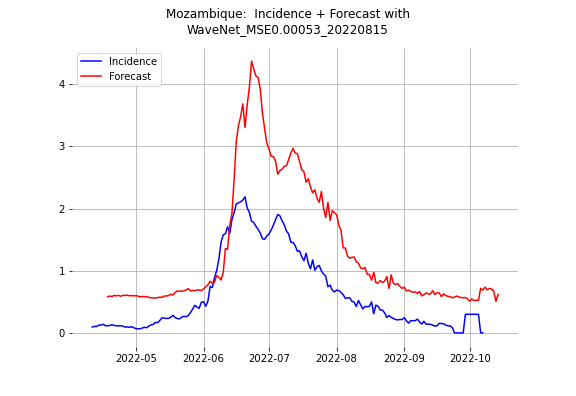 Mozambique:  Incidence + Forecast with
WaveNet_MSE0.00053_20220815
Incidence
Forecast
4
3
2
1
0
2022-05 2022-06 2022-07 2022-08 2022-09 2022-10